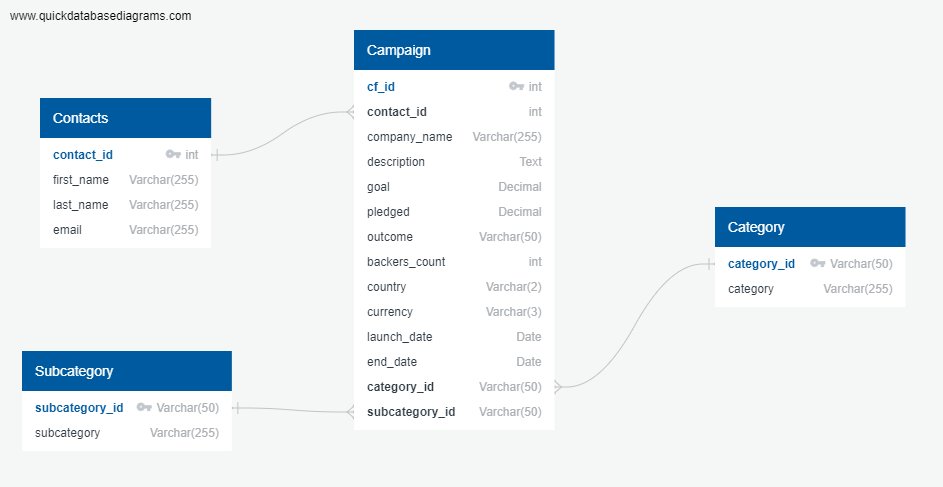 www.quickdatabasediagrams.com
Campaign
cf_id int
contact_id int
company_name Varchar(255)
description Text
goal Decimal
pledged Decimal
outcome Varchar(50)
backers_count int
country Varchar(2)
currency Varchar(3)
launch_date Date
end_date Date
category_id Varchar(50)
subcategory_id Varchar(50)
Contacts
contact_id int
first_name Varchar(255)
last_name Varchar(255)
email Varchar(255)
Category
category_id Varchar(50)
category Varchar(255)
Subcategory
subcategory_id Varchar(50)
subcategory Varchar(255)